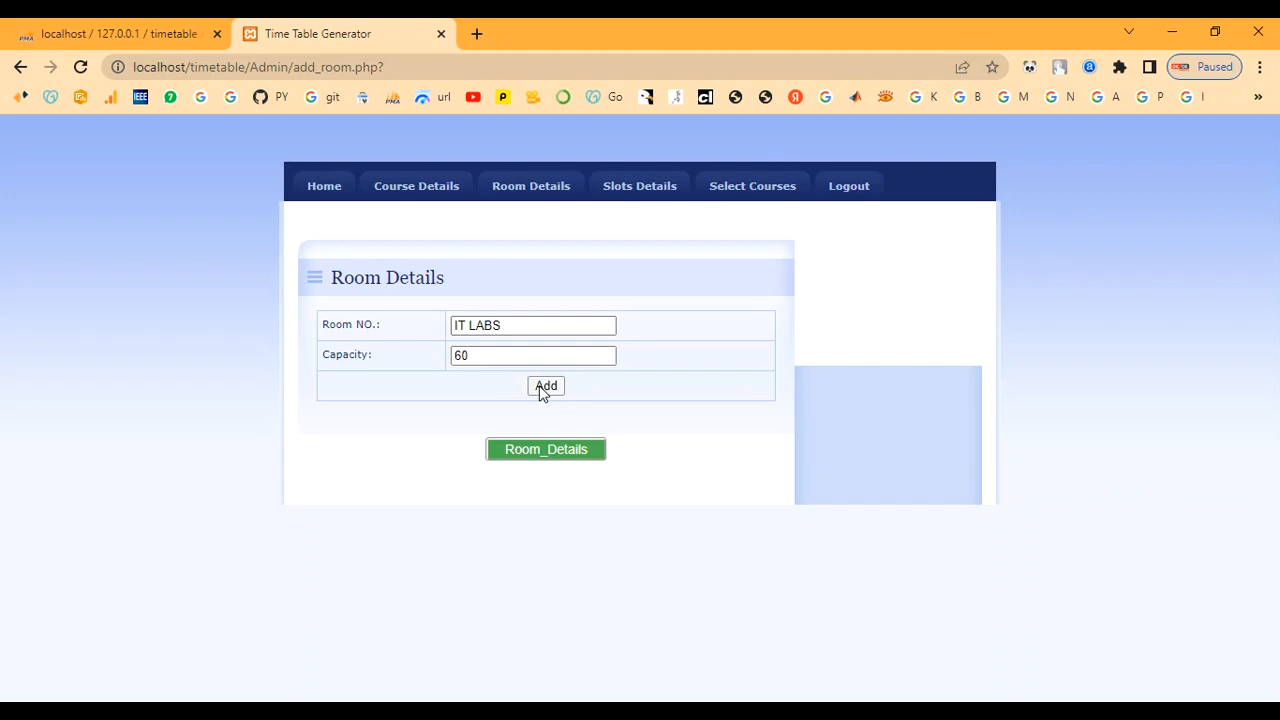 localhost / 127.0.0.1 / timetable
Time Table Generator
localhost/timetable/Admin/add_room.php?
Paused
IEEE
PY
git
PMA
url
Go
K
B
M
N
A
P
I
Home
Course Details
Room Details
Slots Details
Select Courses
Logout
Room Details
Room NO.:
IT LABS
Capacity:
60
Add
Room_Details